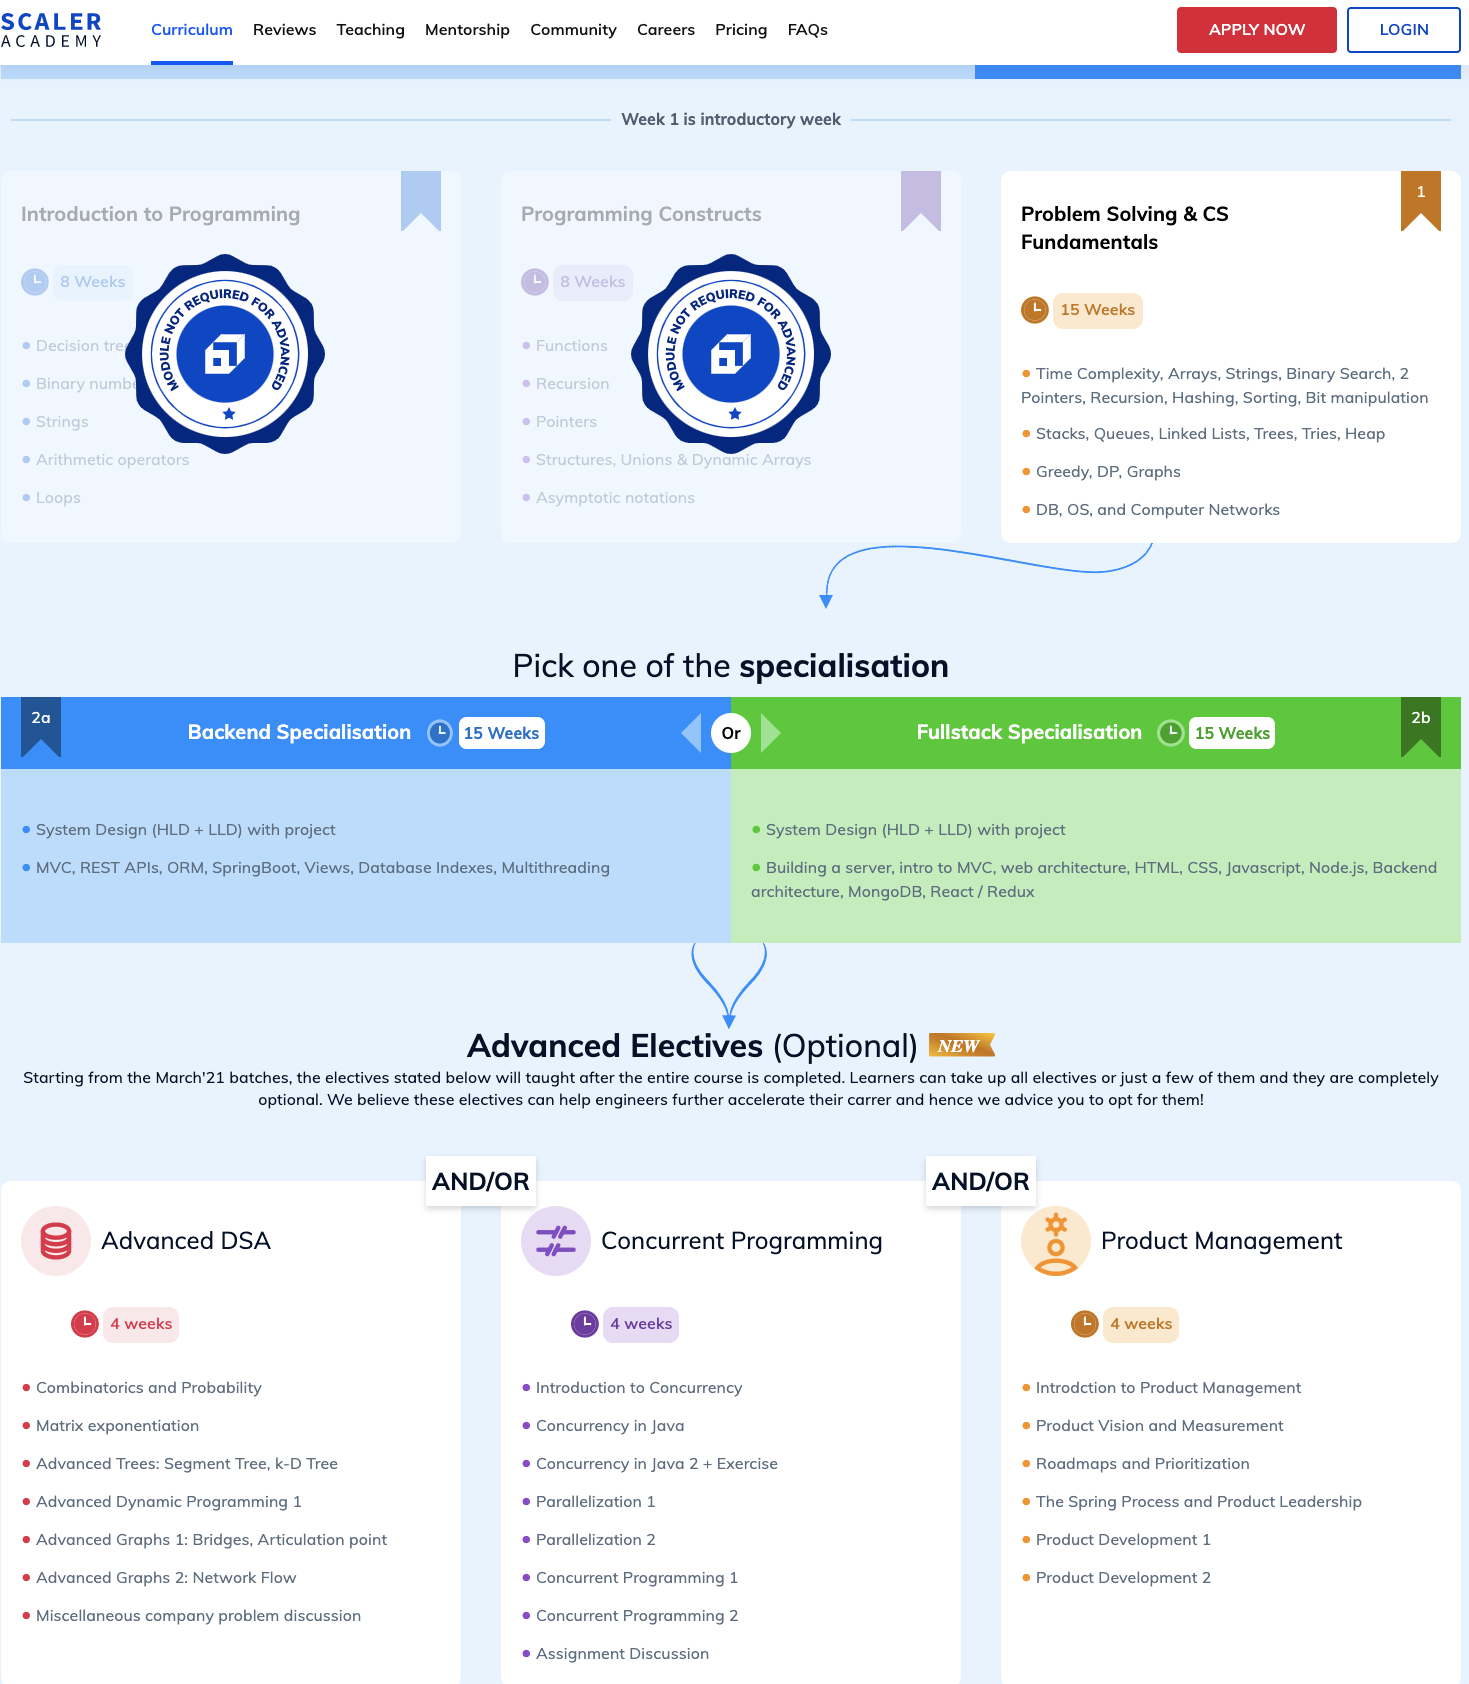 SCALER
ACADEMY
Curriculum Reviews Teaching Mentorship Community Careers Pricing FAQs
APPLY NOW
LOGIN
Week 1 is introductory week
Introduction to Programming
8 Weeks
Decision tree
Binary numbe
Strings
Arithmetic operators
Loops
MODULE NOT REQUIRED FOR ADVANCED
Programming Constructs
8 Weeks
Functions
Recursion
Pointers
Structures, Unions & Dynamic Arrays
Asymptotic notations
MODULE NOT REQUIRED FOR ADVANCED
1
Problem Solving & CS
Fundamentals
15 Weeks
Time Complexity, Arrays, Strings, Binary Search, 2
Pointers, Recursion, Hashing, Sorting, Bit manipulation
Stacks, Queues, Linked Lists, Trees, Tries, Heap
Greedy, DP, Graphs
DB, OS, and Computer Networks
Pick one of the specialisation
2a
Backend Specialisation
15 Weeks
Or
Fullstack Specialisation
15 Weeks
2b
System Design (HLD + LLD) with project
MVC, REST APIs, ORM, SpringBoot, Views, Database Indexes, Multithreading
System Design (HLD + LLD) with project
Building a server, intro to MVC, web architecture, HTML, CSS, Javascript, Node.js, Backend
architecture, MongoDB, React / Redux
Advanced Electives (Optional) NEW
Starting from the March'21 batches, the electives stated below will taught after the entire course is completed. Learners can take up all electives or just a few of them and they are completely
optional. We believe these electives can help engineers further accelerate their carrer and hence we advice you to opt for them!
AND/OR
AND/OR
Advanced DSA
4 weeks
Combinatorics and Probability
Matrix exponentiation
Advanced Trees: Segment Tree, k-D Tree
Advanced Dynamic Programming 1
Advanced Graphs 1: Bridges, Articulation point
Advanced Graphs 2: Network Flow
Miscellaneous company problem discussion
Concurrent Programming
4 weeks
Introduction to Concurrency
Concurrency in Java
Concurrency in Java 2 + Exercise
Parallelization 1
Parallelization 2
Concurrent Programming 1
Concurrent Programming 2
Assignment Discussion
Product Management
4 weeks
Introdction to Product Management
Product Vision and Measurement
Roadmaps and Prioritization
The Spring Process and Product Leadership
Product Development 1
Product Development 2